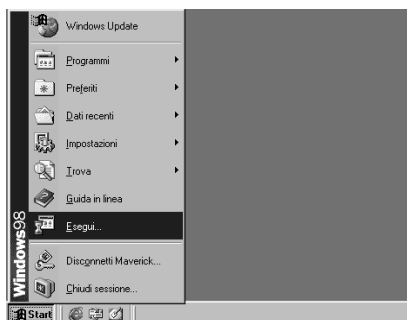 Windows Update
Programmi
Preferiti
Dati recenti
Impostazioni
Trova
Guida in linea
Esegui...
Disconnetti Maverick...
Chiudi sessione...
Windows98
Start